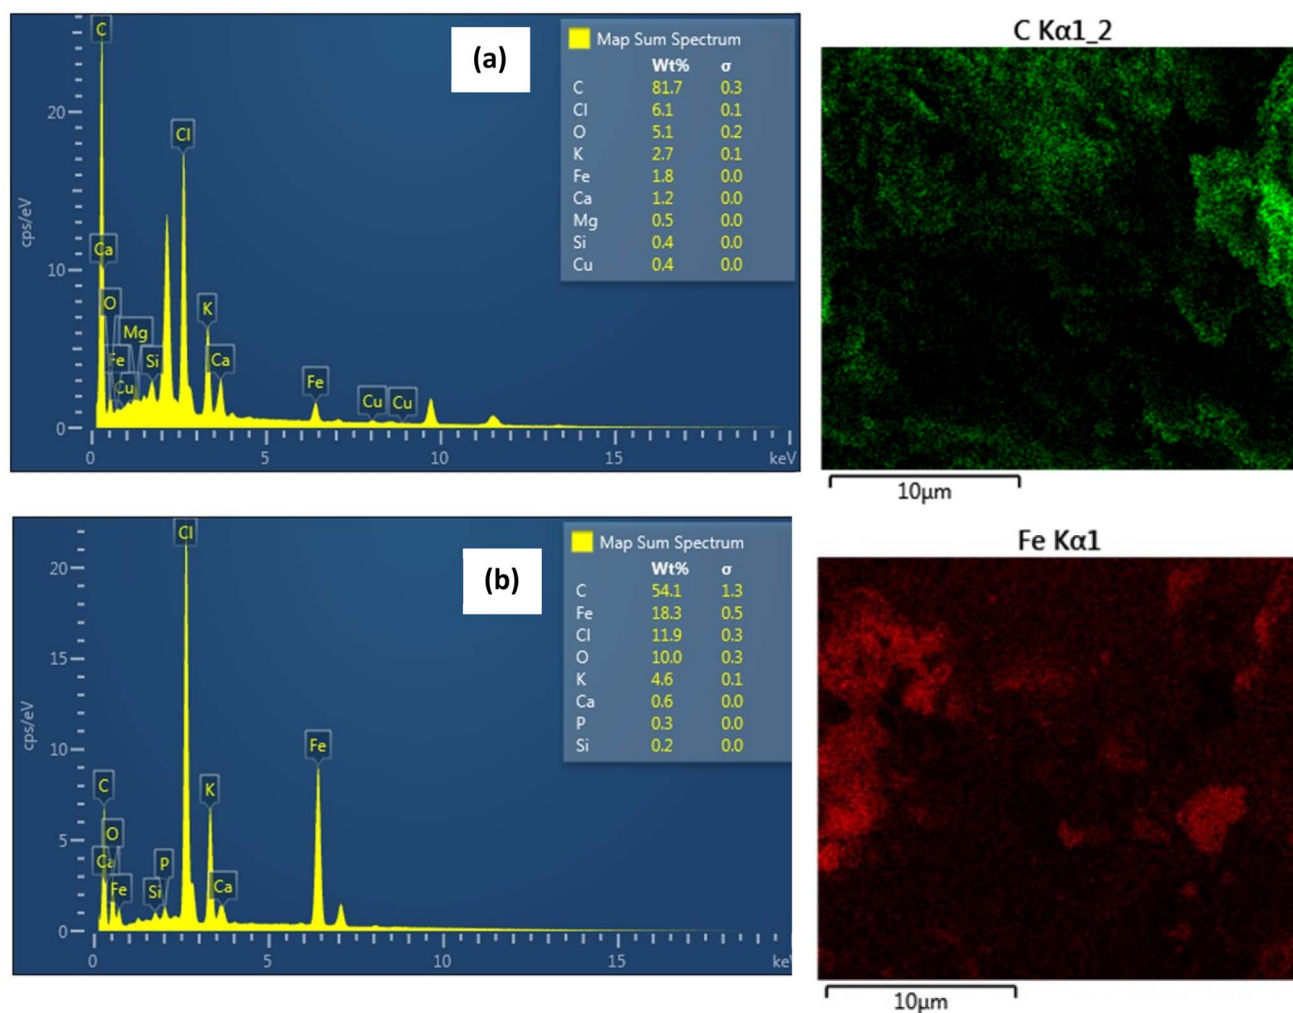 (a)
Map Sum Spectrum
Wt% σ
C 81.7 0.3
Cl 6.1 0.1
O 5.1 0.2
K 2.7 0.1
Fe 1.8 0.0
Ca 1.2 0.0
Mg 0.5 0.0
Si 0.4 0.0
Cu 0.4 0.0
C
Cl
Ca
O
Mg
Fe
Cu
Si
K
Ca
Fe
Cu
Cu
20
10
0
cps/eV
0 5 10 15 keV
C Kα1_2
10µm
(b)
Map Sum Spectrum
Wt% σ
C 54.1 1.3
Fe 18.3 0.5
Cl 11.9 0.3
O 10.0 0.3
K 4.6 0.1
Ca 0.6 0.0
P 0.3 0.0
Si 0.2 0.0
Cl
C
O
Ca
Fe
Si
P
K
Ca
Fe
20
15
10
5
0
cps/eV
0 5 10 15 ke
Fe Kα1
10µm